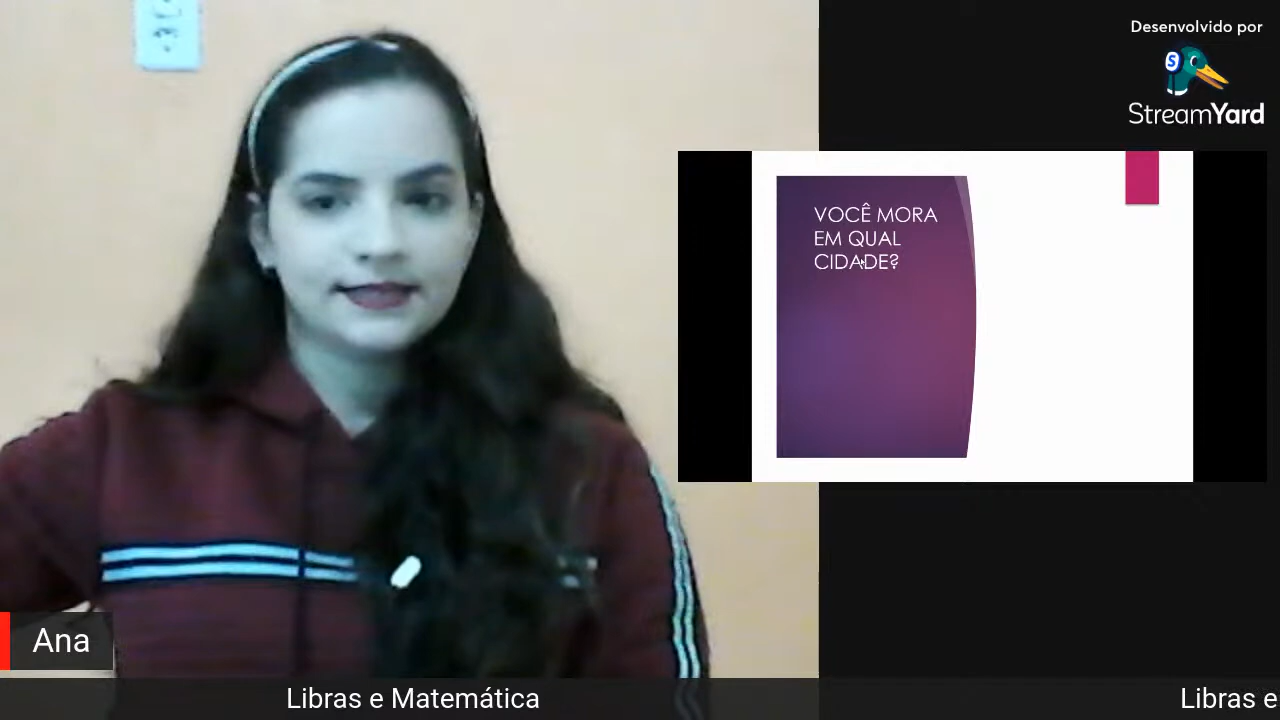 Desenvolvido por
StreamYard
VOCÊ MORA
EM QUAL
CIDADE?
Ana
Libras e Matemática
Libras e